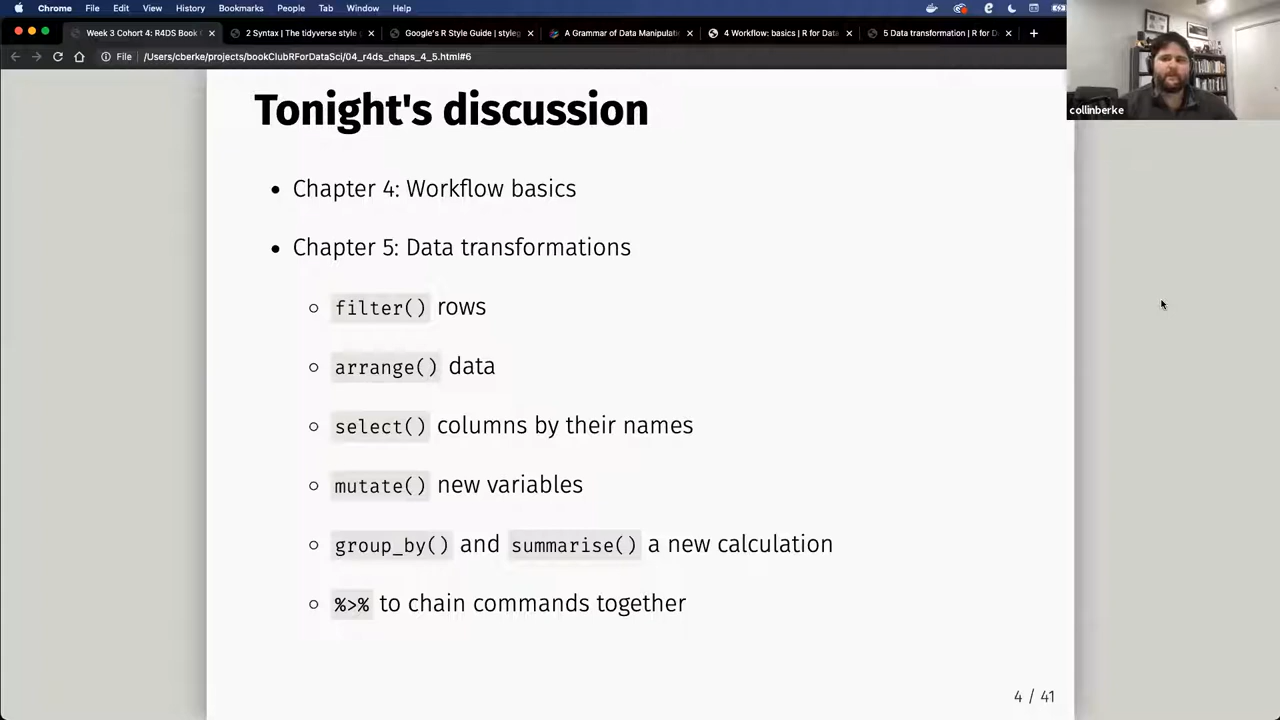 Chrome File Edit View History Bookmarks People Tab Window Help
Week 3 Cohort 4: R4DS Book C
2 Syntax | The tidyverse style
Google's R Style Guide | styleg
A Grammar of Data Manipulat
4 Workflow: basics | R for Data
5 Data transformation | R for D
File /Users/cberke/projects/bookClubRForDataSci/04_r4ds_chaps_4_5.html#6
collinberke
Tonight's discussion
• Chapter 4: Workflow basics
• Chapter 5: Data transformations
filter() rows
arrange() data
select() columns by their names
mutate() new variables
group_by() and summarise() a new calculation
%>% to chain commands together
4 / 41